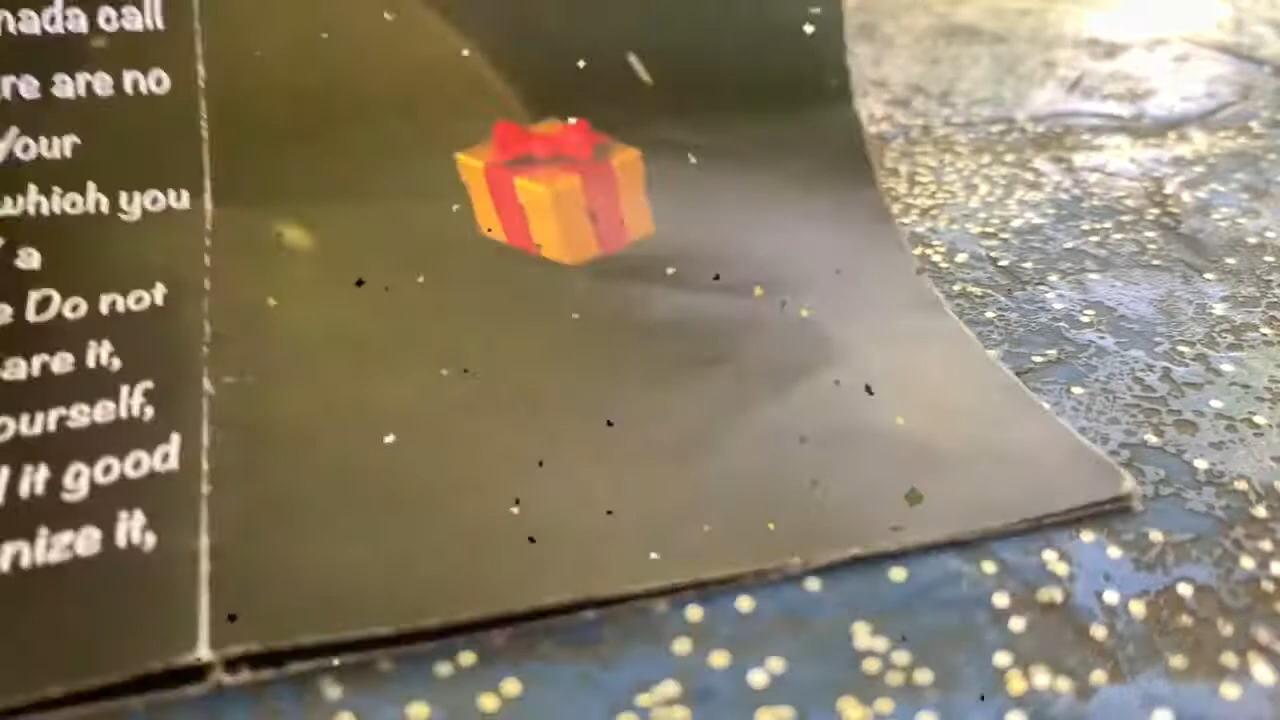 nada call
re are no
Your
which you
a
e Do not
are it,
ourself,
it good
nize it,